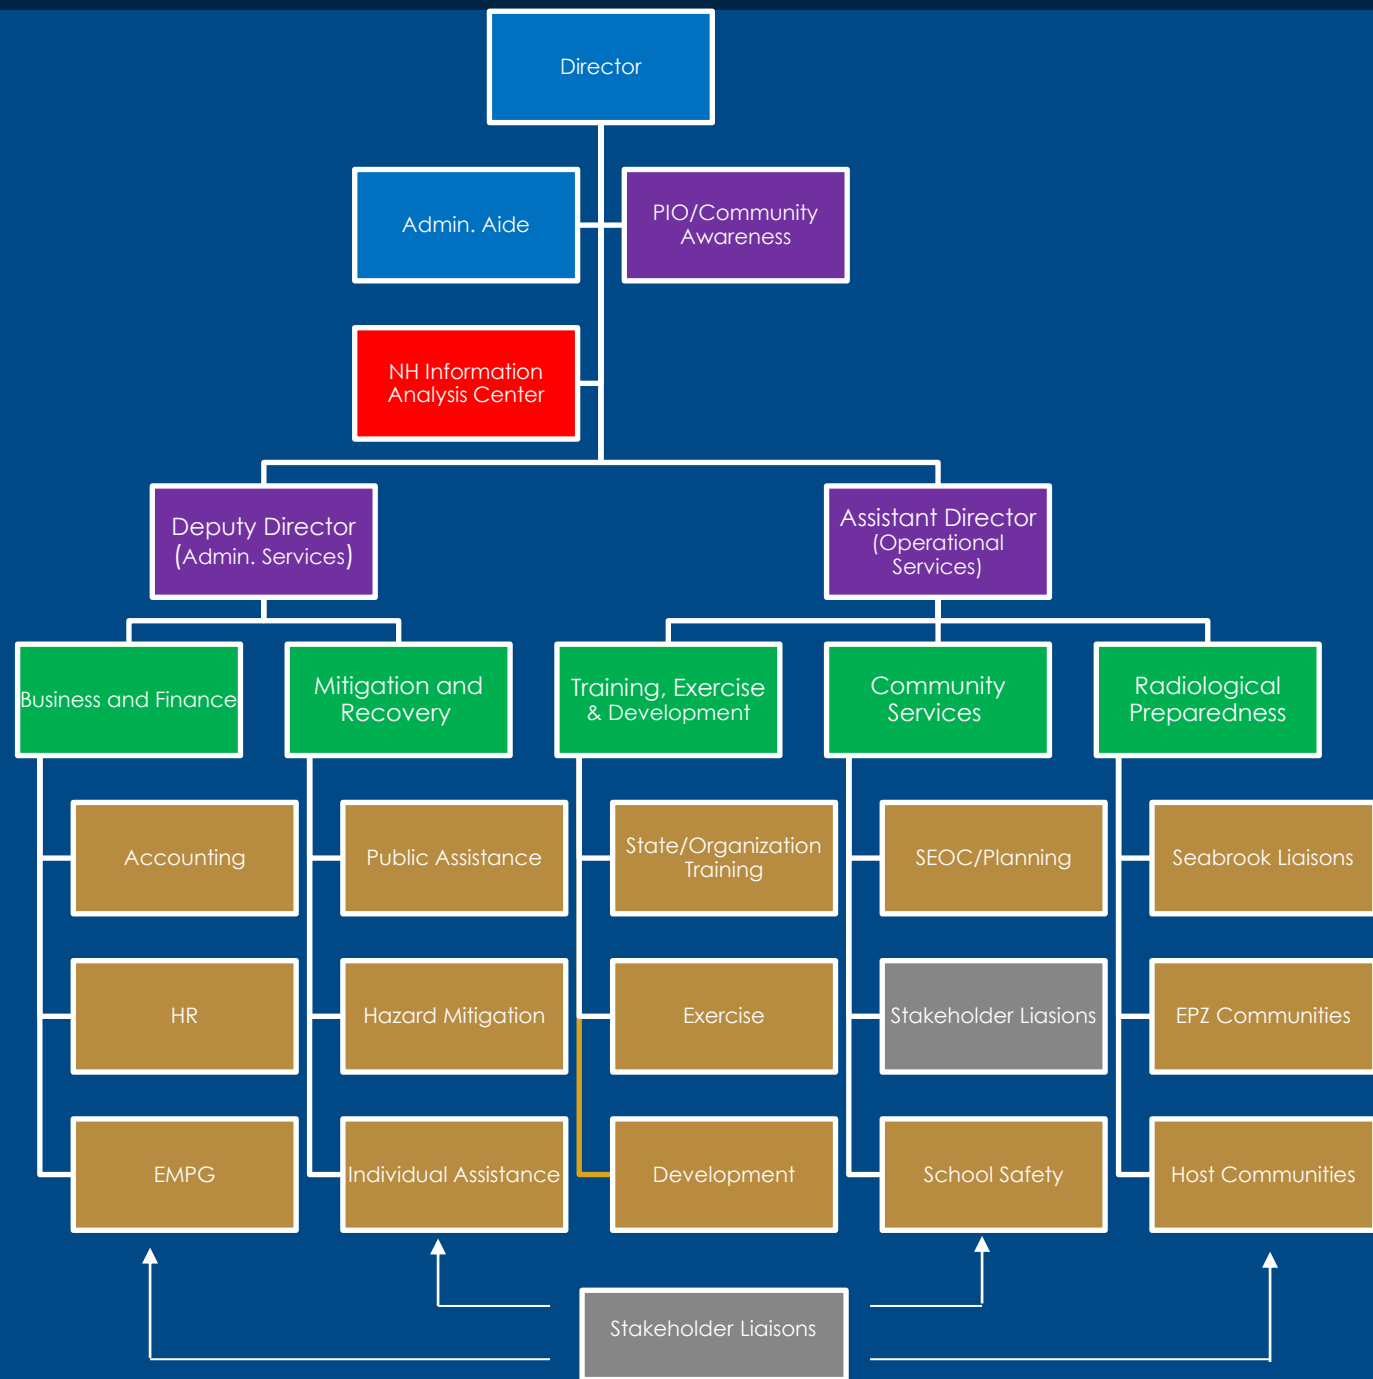 Director
Admin. Aide
PIO/Community
Awareness
NH Information
Analysis Center
Deputy Director
(Admin. Services)
Assistant Director
(Operational
Services)
Business and Finance
Mitigation and
Recovery
Training, Exercise
& Development
Community
Services
Radiological
Preparedness
Accounting
Public Assistance
State/Organization
Training
SEOC/Planning
Seabrook Liaisons
HR
Hazard Mitigation
Exercise
Stakeholder Liasions
EPZ Communities
EMPG
Individual Assistance
Development
School Safety
Host Communities
Stakeholder Liaisons